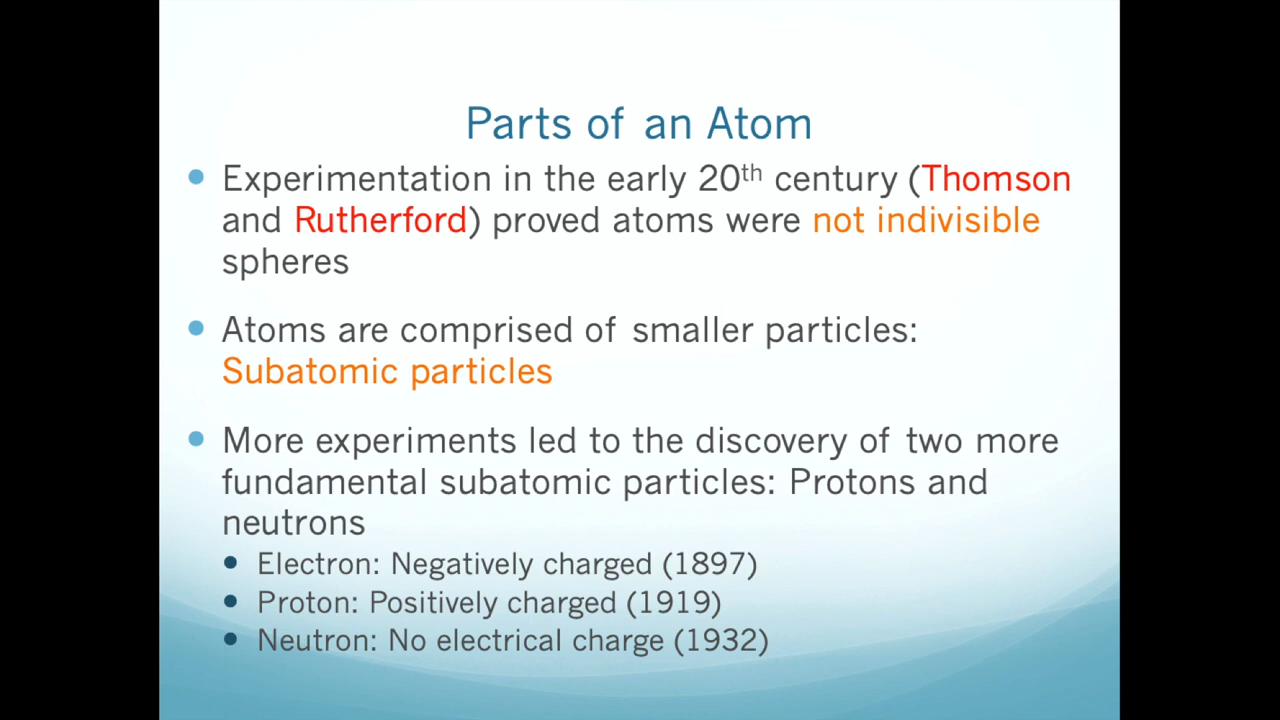 Parts of an Atom
• Experimentation in the early 20th century (Thomson
and Rutherford) proved atoms were not indivisible
spheres
• Atoms are comprised of smaller particles:
Subatomic particles
• More experiments led to the discovery of two more
fundamental subatomic particles: Protons and
neutrons
• Electron: Negatively charged (1897)
• Proton: Positively charged (1919)
• Neutron: No electrical charge (1932)